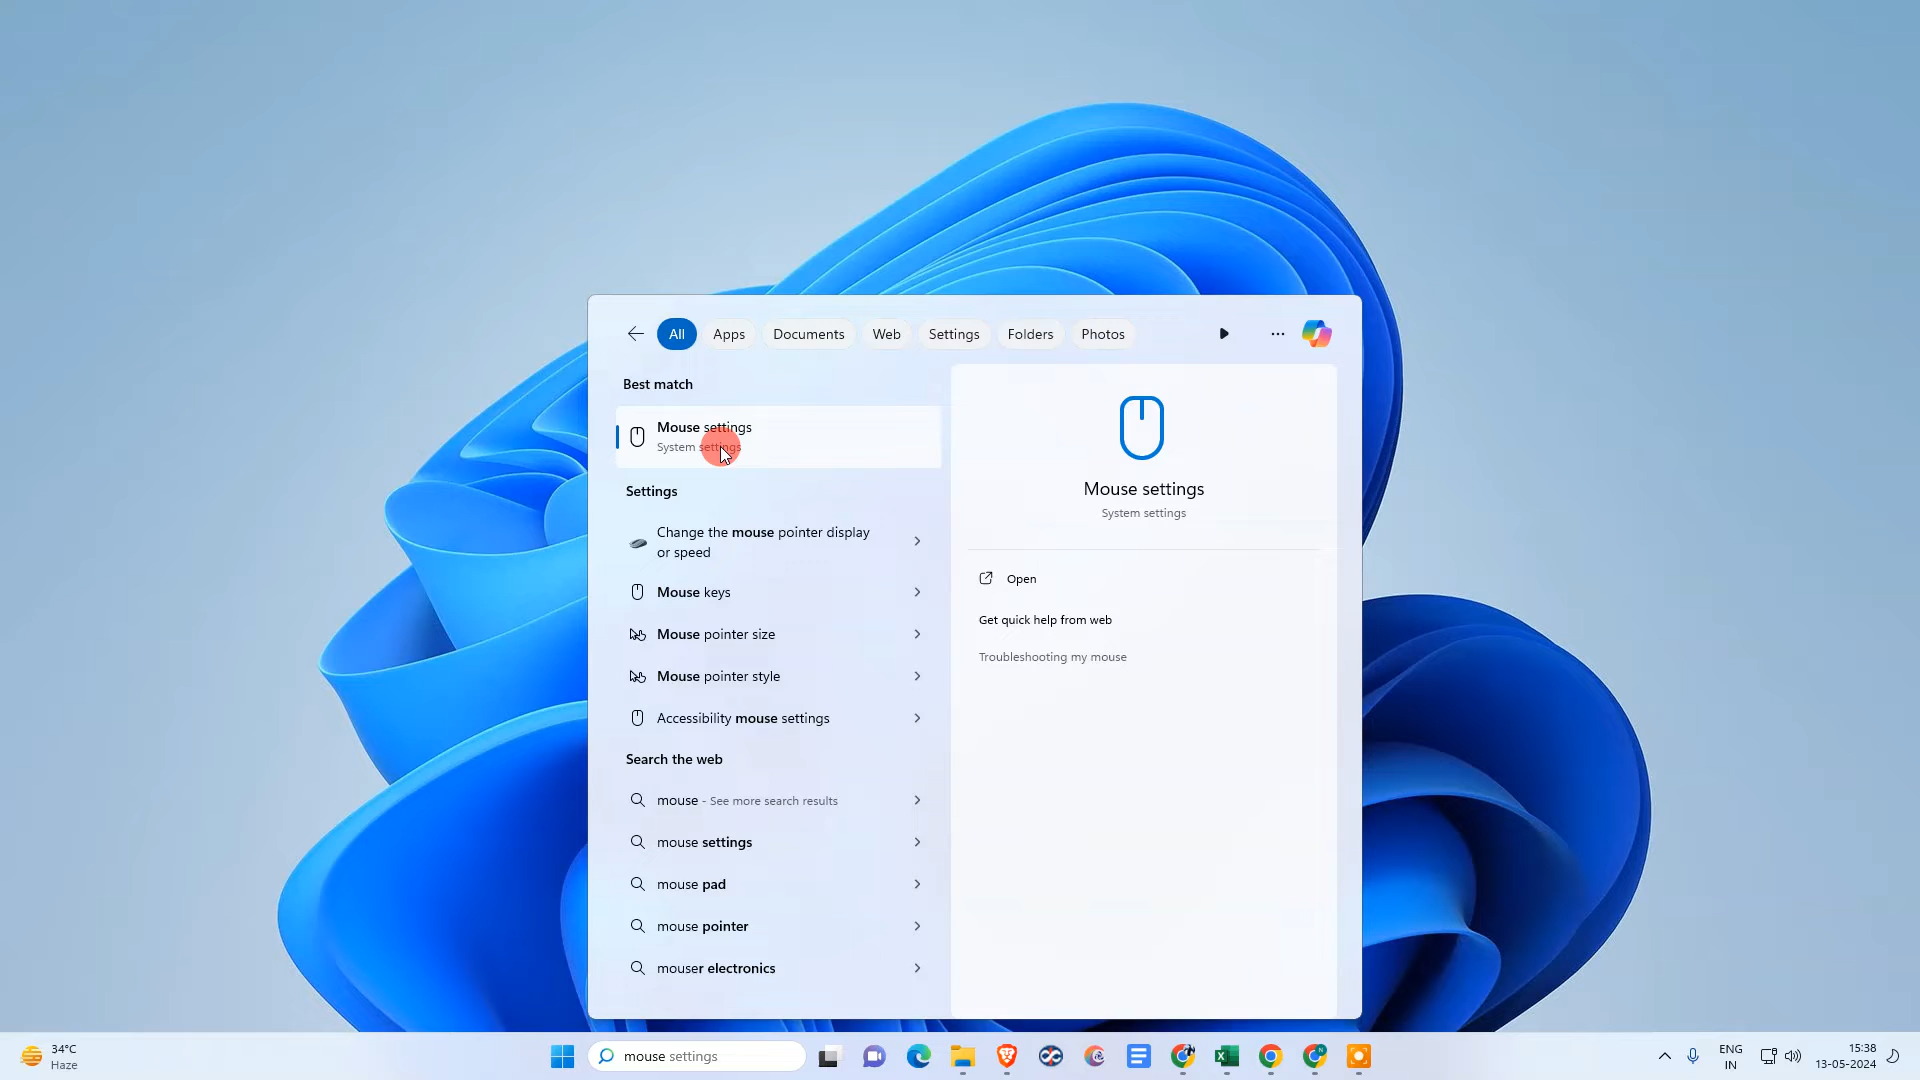 All
Apps
Documents
Web
Settings
Folders
Photos
Best match
Mouse settings
System settings
Settings
Change the mouse pointer display
or speed
Mouse keys
Mouse pointer size
Mouse pointer style
Accessibility mouse settings
Search the web
mouse - See more search results
mouse settings
mouse pad
mouse pointer
mouser electronics
Mouse settings
System settings
Open
Get quick help from web
Troubleshooting my mouse
34°C
Haze
mouse settings
ENG
IN
15:38
13-05-2024